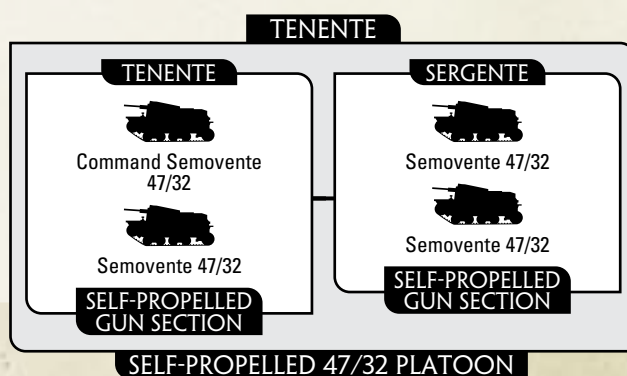 TENENTE
TENENTE
Command Semovente
47/32
Semovente 47/32
SELF-PROPELLED
GUN SECTION
SERGENTE
Semovente 47/32
Semovente 47/32
SELF-PROPELLED
GUN SECTION
SELF-PROPELLED 47/32 PLATOON